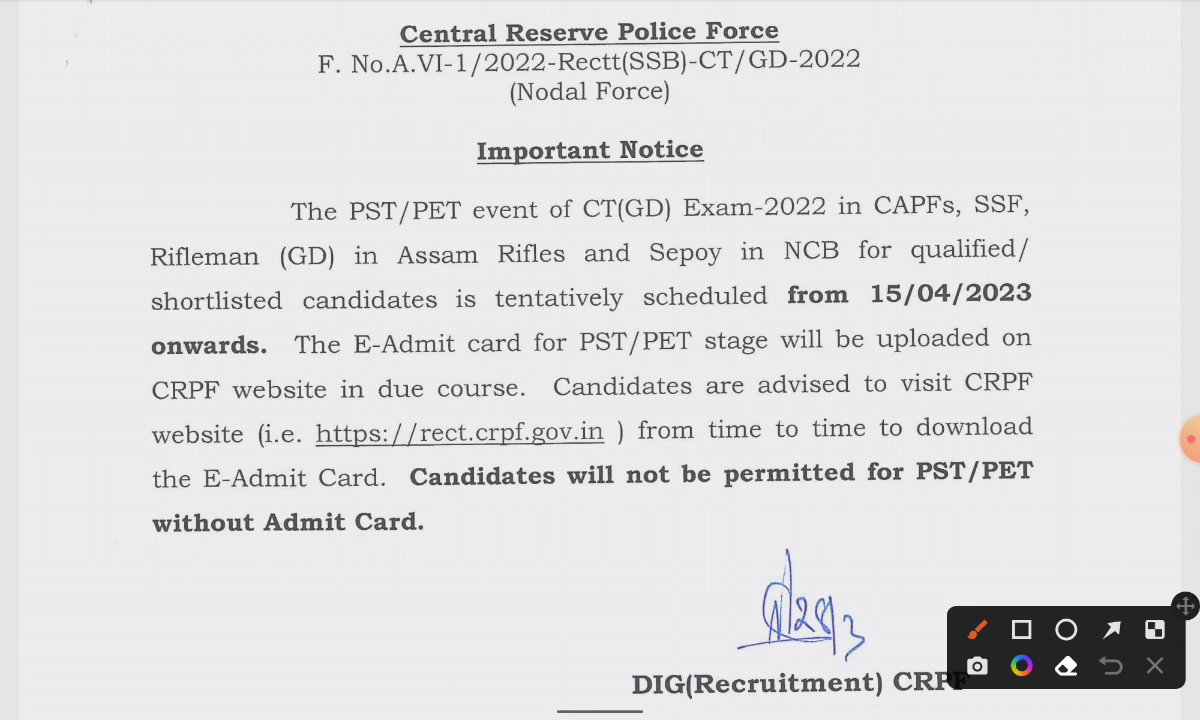 Central Reserve Police Force
F. No.A.VI-1/2022-Rectt(SSB)-CT/GD-2022
(Nodal Force)
Important Notice
The PST/PET event of CT(GD) Exam-2022 in CAPFs, SSF,
Rifleman (GD) in Assam Rifles and Sepoy in NCB for qualified/
shortlisted candidates is tentatively scheduled from 15/04/2023
onwards. The E-Admit card for PST/PET stage will be uploaded on
CRPF website in due course. Candidates are advised to visit CRPF
website (i.e. https://rect.crpf.gov.in ) from time to time to download
the E-Admit Card. Candidates will not be permitted for PST/PET
without Admit Card.
28/3
DIG(Recruitment) CRPF